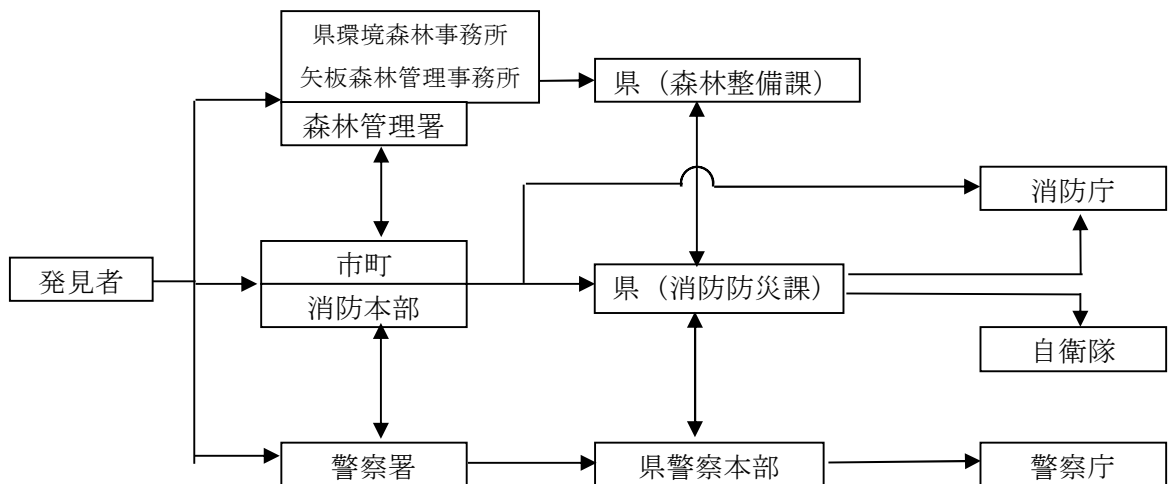 県環境森林事務所
矢板森林管理事務所
森林管理署
県（森林整備課）
消防庁
発見者
市町
消防本部
県（消防防災課）
自衛隊
警察署
県警察本部
警察庁